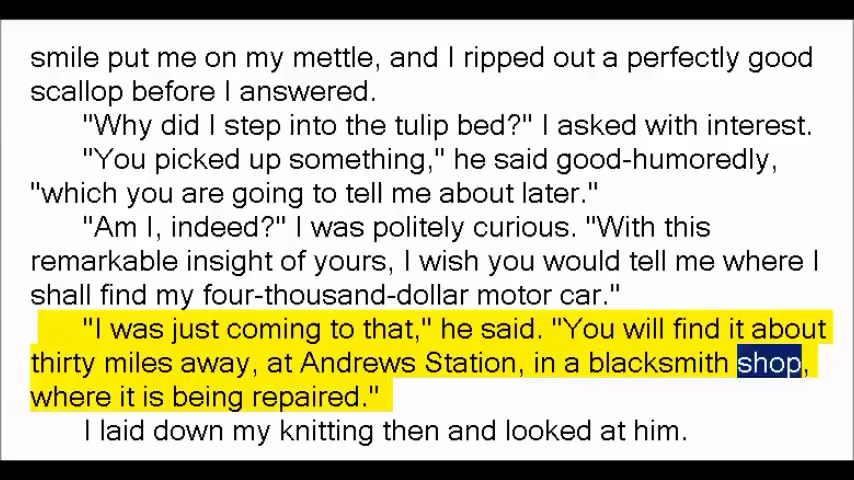 smile put me on my mettle, and I ripped out a perfectly good
scallop before I answered.
"Why did I step into the tulip bed?" I asked with interest.
"You picked up something," he said good-humoredly,
"which you are going to tell me about later."
"Am I, indeed?" I was politely curious. "With this
remarkable insight of yours, I wish you would tell me where I
shall find my four-thousand-dollar motor car."
"I was just coming to that," he said. "You will find it about
thirty miles away, at Andrews Station, in a blacksmith shop,
where it is being repaired."
I laid down my knitting then and looked at him.